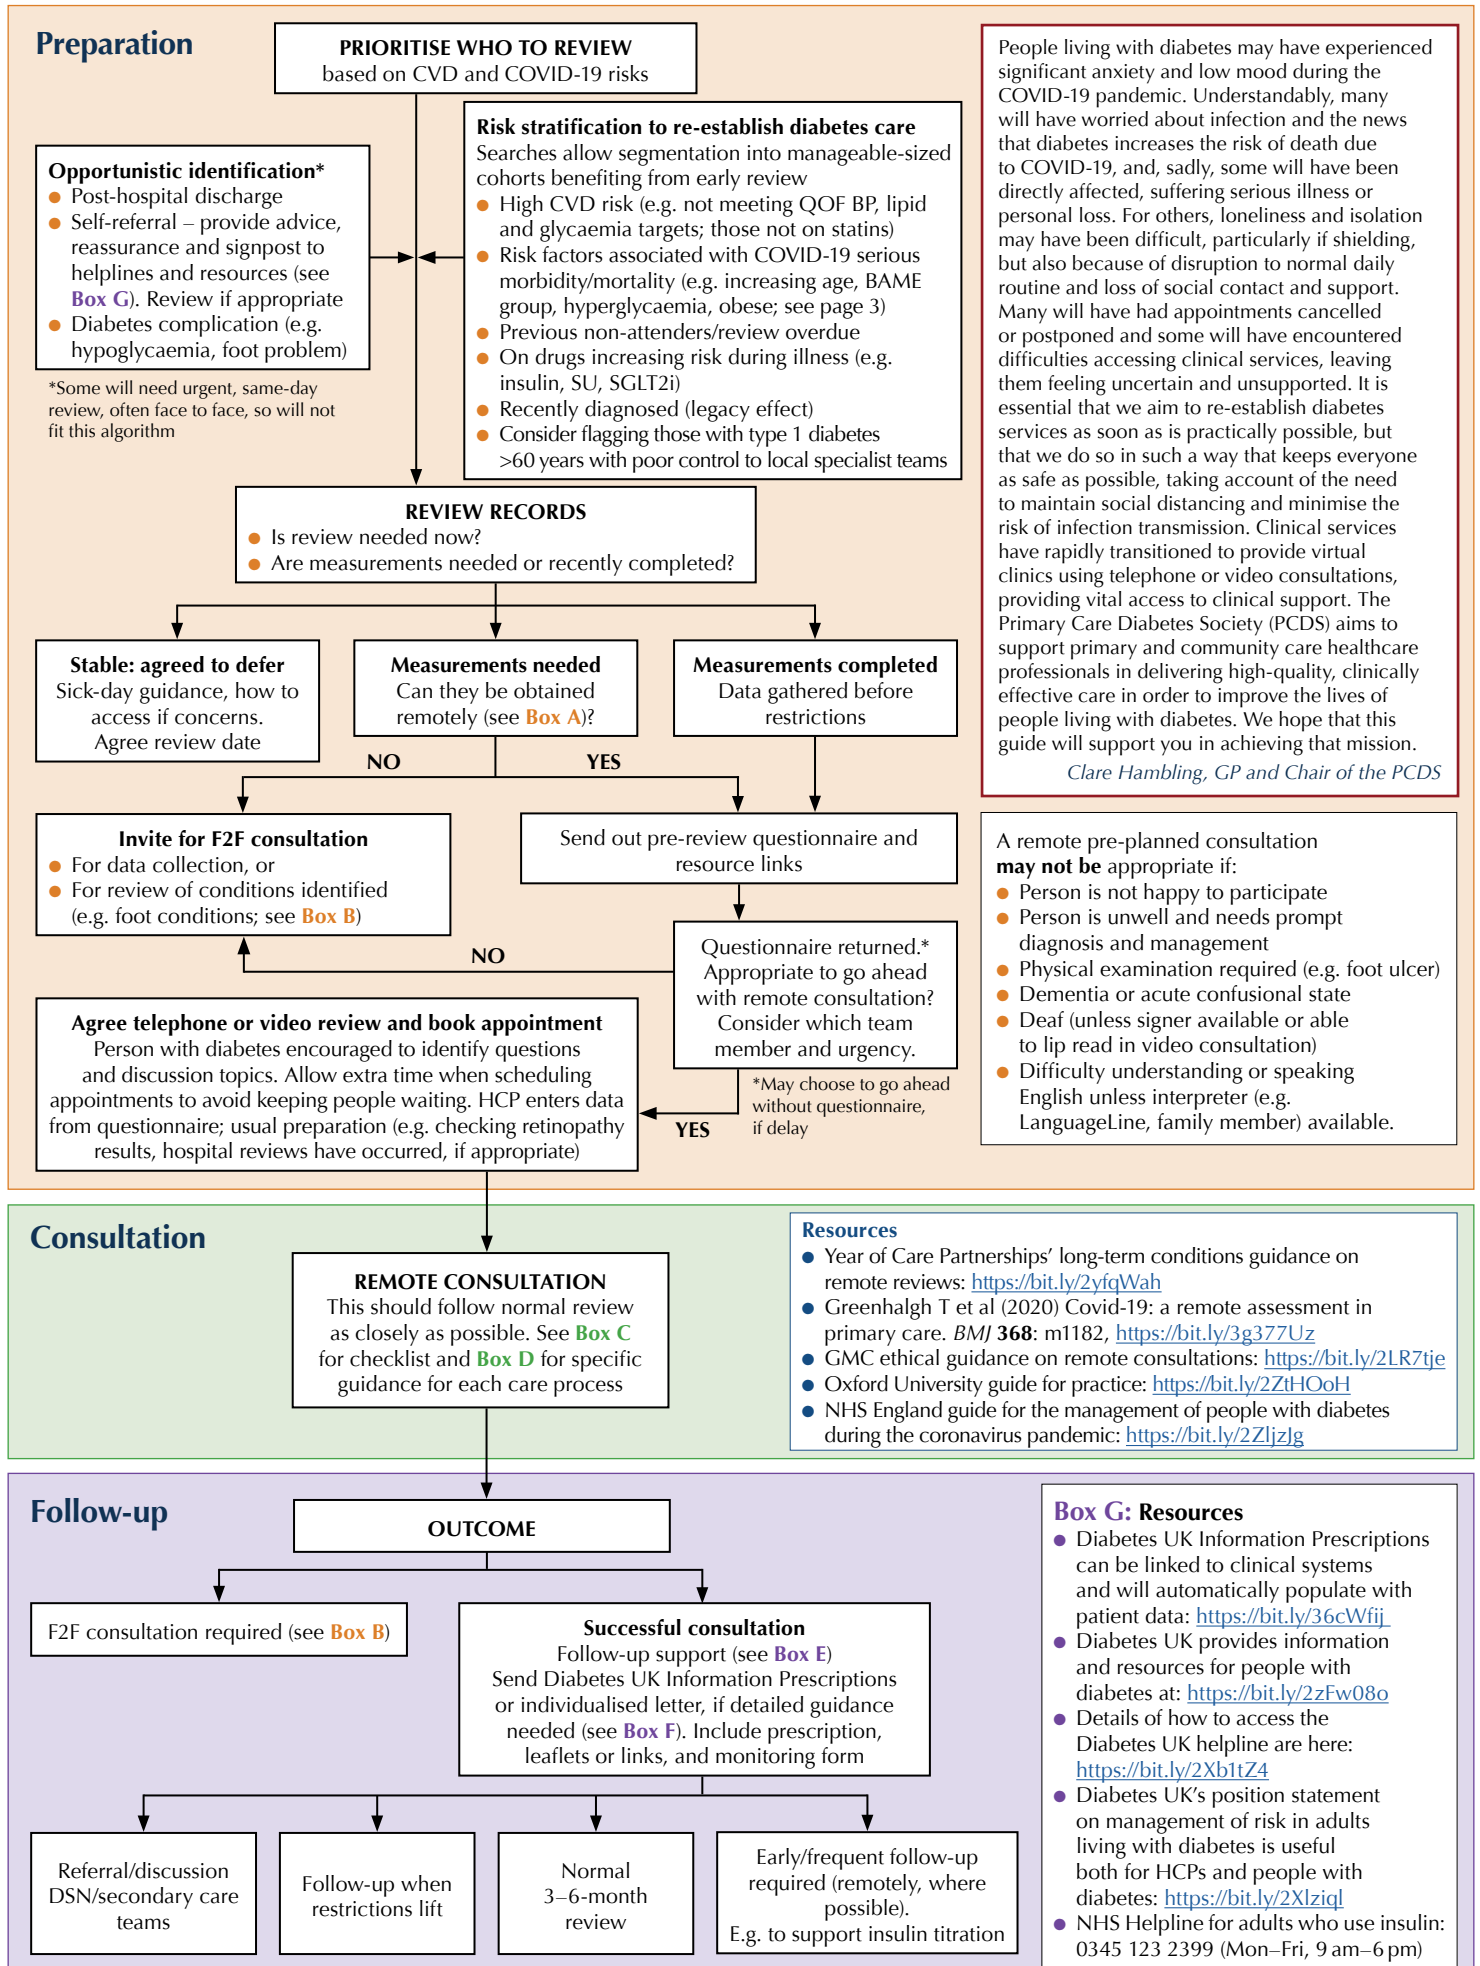 Preparation
PRIORITISE WHO TO REVIEW
based on CVD and COVID-19 risks
Opportunistic identification*
● Post-hospital discharge
● Self-referral – provide advice,
reassurance and signpost to
helplines and resources (see
Box G). Review if appropriate
● Diabetes complication (e.g.
hypoglycaemia, foot problem)
*Some will need urgent, same-day
review, often face to face, so will not
fit this algorithm
Risk stratification to re-establish diabetes care
Searches allow segmentation into manageable-sized
cohorts benefiting from early review
● High CVD risk (e.g. not meeting QOF BP, lipid
and glycaemia targets; those not on statins)
● Risk factors associated with COVID-19 serious
morbidity/mortality (e.g. increasing age, BAME
group, hyperglycaemia, obese; see page 3)
● Previous non-attenders/review overdue
● On drugs increasing risk during illness (e.g.
insulin, SU, SGLT2i)
● Recently diagnosed (legacy effect)
● Consider flagging those with type 1 diabetes
>60 years with poor control to local specialist teams
People living with diabetes may have experienced
significant anxiety and low mood during the
COVID-19 pandemic. Understandably, many
will have worried about infection and the news
that diabetes increases the risk of death due
to COVID-19, and, sadly, some will have been
directly affected, suffering serious illness or
personal loss. For others, loneliness and isolation
may have been difficult, particularly if shielding,
but also because of disruption to normal daily
routine and loss of social contact and support.
Many will have had appointments cancelled
or postponed and some will have encountered
difficulties accessing clinical services, leaving
them feeling uncertain and unsupported. It is
essential that we aim to re-establish diabetes
services as soon as is practically possible, but
that we do so in such a way that keeps everyone
as safe as possible, taking account of the need
to maintain social distancing and minimise the
risk of infection transmission. Clinical services
have rapidly transitioned to provide virtual
clinics using telephone or video consultations,
providing vital access to clinical support. The
Primary Care Diabetes Society (PCDS) aims to
support primary and community care healthcare
professionals in delivering high-quality, clinically
effective care in order to improve the lives of
people living with diabetes. We hope that this
guide will support you in achieving that mission.
Clare Hambling, GP and Chair of the PCDS
REVIEW RECORDS
● Is review needed now?
● Are measurements needed or recently completed?
Stable: agreed to defer
Sick-day guidance, how to
access if concerns.
Agree review date
Measurements needed
Can they be obtained
remotely (see Box A)?
Measurements completed
Data gathered before
restrictions
NO
YES
Invite for F2F consultation
● For data collection, or
● For review of conditions identified
(e.g. foot conditions; see Box B)
Send out pre-review questionnaire and
resource links
NO
Questionnaire returned.*
Appropriate to go ahead
with remote consultation?
Consider which team
member and urgency.
*May choose to go ahead
without questionnaire,
if delay
YES
Agree telephone or video review and book appointment
Person with diabetes encouraged to identify questions
and discussion topics. Allow extra time when scheduling
appointments to avoid keeping people waiting. HCP enters data
from questionnaire; usual preparation (e.g. checking retinopathy
results, hospital reviews have occurred, if appropriate)
A remote pre-planned consultation
may not be appropriate if:
● Person is not happy to participate
● Person is unwell and needs prompt
diagnosis and management
● Physical examination required (e.g. foot ulcer)
● Dementia or acute confusional state
● Deaf (unless signer available or able
to lip read in video consultation)
● Difficulty understanding or speaking
English unless interpreter (e.g.
LanguageLine, family member) available.
Consultation
REMOTE CONSULTATION
This should follow normal review
as closely as possible. See Box C
for checklist and Box D for specific
guidance for each care process
Resources
● Year of Care Partnerships' long-term conditions guidance on
remote reviews: https://bit.ly/2yfqWah
● Greenhalgh T et al (2020) Covid-19: a remote assessment in
primary care. BMJ 368: m1182, https://bit.ly/3g377Uz
● GMC ethical guidance on remote consultations: https://bit.ly/2LR7tje
● Oxford University guide for practice: https://bit.ly/2ZtHOoH
● NHS England guide for the management of people with diabetes
during the coronavirus pandemic: https://bit.ly/2ZljzJg
Follow-up
OUTCOME
F2F consultation required (see Box B)
Successful consultation
Follow-up support (see Box E)
Send Diabetes UK Information Prescriptions
or individualised letter, if detailed guidance
needed (see Box F). Include prescription,
leaflets or links, and monitoring form
Referral/discussion
DSN/secondary care
teams
Follow-up when
restrictions lift
Normal
3–6-month
review
Early/frequent follow-up
required (remotely, where
possible).
E.g. to support insulin titration
Box G: Resources
● Diabetes UK Information Prescriptions
can be linked to clinical systems
and will automatically populate with
patient data: https://bit.ly/36cWfij
● Diabetes UK provides information
and resources for people with
diabetes at: https://bit.ly/2zFw08o
● Details of how to access the
Diabetes UK helpline are here:
https://bit.ly/2Xb1tZ4
● Diabetes UK's position statement
on management of risk in adults
living with diabetes is useful
both for HCPs and people with
diabetes: https://bit.ly/2Xlziql
● NHS Helpline for adults who use insulin:
0345 123 2399 (Mon–Fri, 9 am–6 pm)